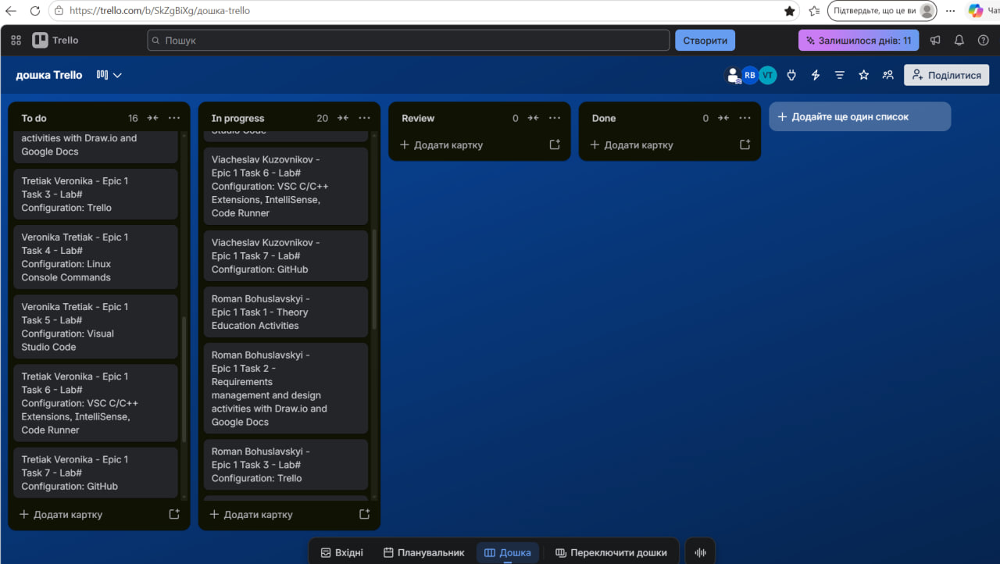 https://trello.com/b/SkZgBiXg/дошка-trello
Підтвердьте, що це ви
Чат
Trello
Пошук
Створити
Залишилося днів: 11
дошка Trello
RB
VT
Поділитися
To do
16
activities with Draw.io and
Google Docs
Tretiak Veronika - Epic 1
Task 3 - Lab#
Configuration: Trello
Veronika Tretiak - Epic 1
Task 4 - Lab#
Configuration: Linux
Console Commands
Veronika Tretiak - Epic 1
Task 5 - Lab#
Configuration: Visual
Studio Code
Tretiak Veronika - Epic 1
Task 6 - Lab#
Configuration: VSC C/C++
Extensions, IntelliSense,
Code Runner
Tretiak Veronika - Epic 1
Task 7 - Lab#
Configuration: GitHub
Додати картку
In progress
20
Studio Code
Viacheslav Kuzovnikov -
Epic 1 Task 6 - Lab#
Configuration: VSC C/C++
Extensions, IntelliSense,
Code Runner
Viacheslav Kuzovnikov -
Epic 1 Task 7 - Lab#
Configuration: GitHub
Roman Bohuslavskyi -
Epic 1 Task 1 - Theory
Education Activities
Roman Bohuslavskyi -
Epic 1 Task 2 -
Requirements
management and design
activities with Draw.io and
Google Docs
Roman Bohuslavskyi -
Epic 1 Task 3 - Lab#
Configuration: Trello
Додати картку
Review
0
Додати картку
Done
0
Додати картку
Додайте ще один список
Вхідні
Планувальник
Дошка
Переключити дошки